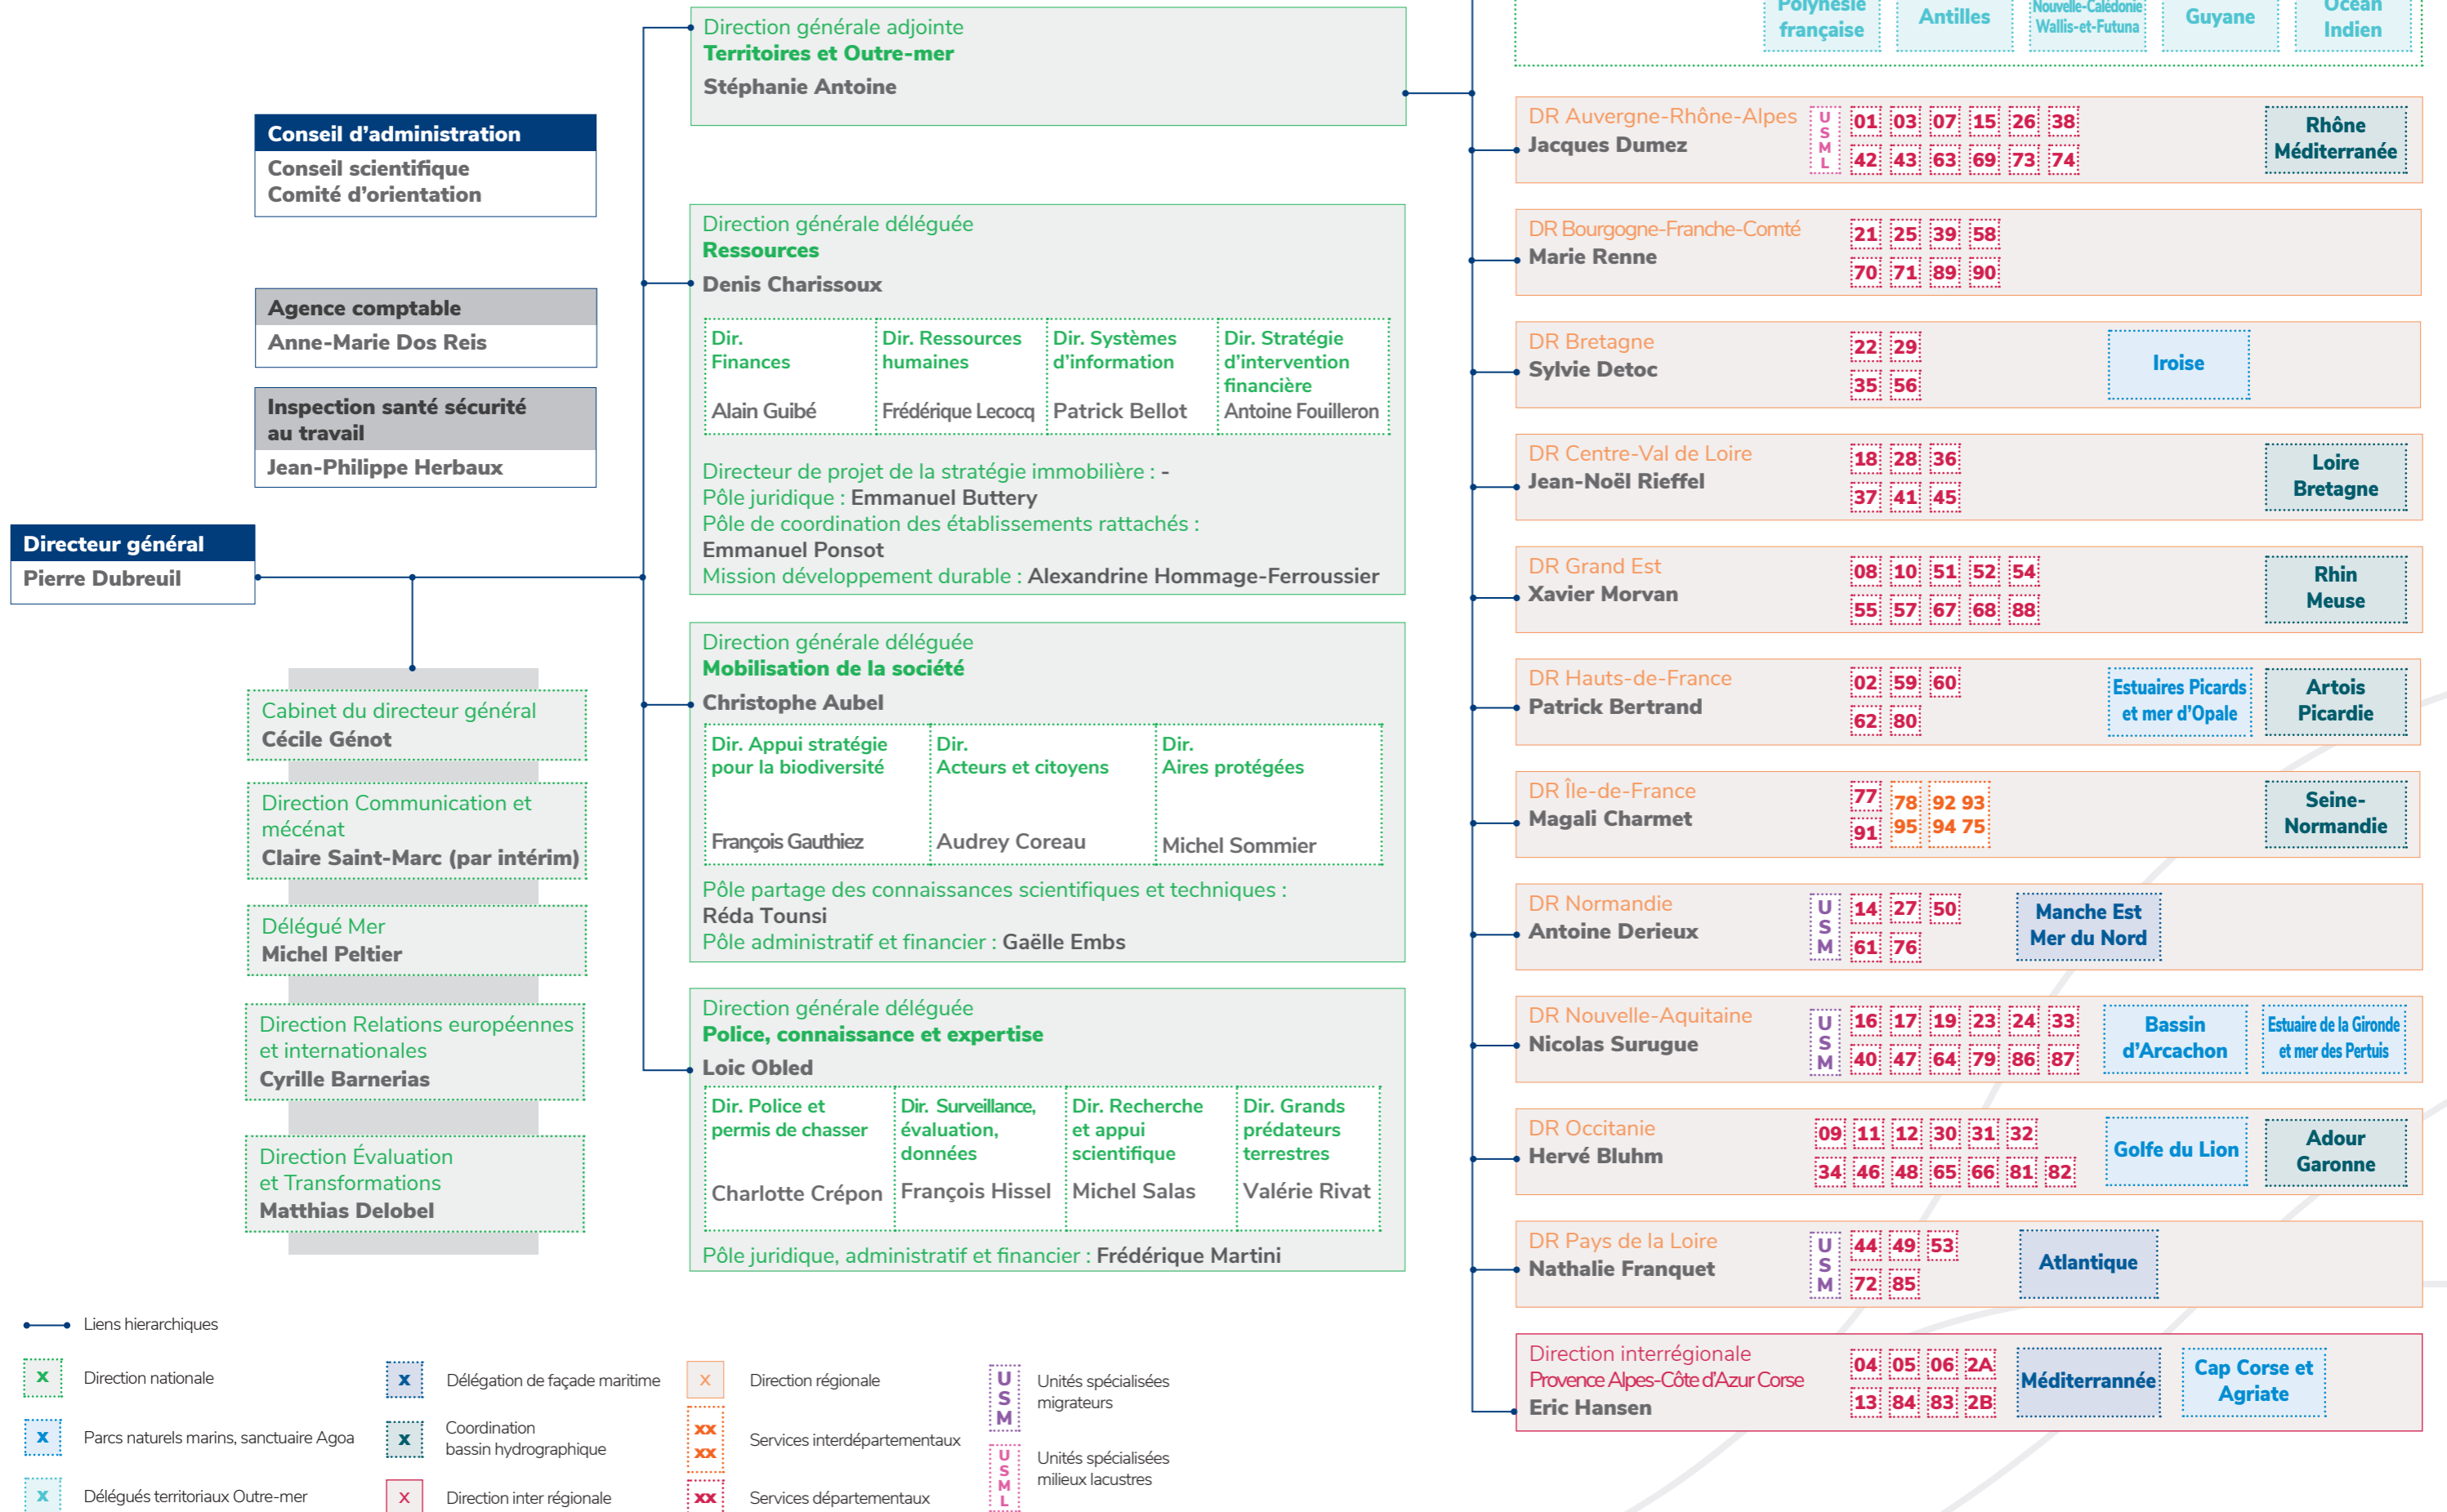 Conseil d'administration
Conseil scientifique
Comité d'orientation
Agence comptable
Anne-Marie Dos Reis
Inspection santé sécurité
au travail
Jean-Philippe Herbaux
Directeur général
Pierre Dubreuil
Cabinet du directeur général
Cécile Génot
Direction Communication et
mécénat
Claire Saint-Marc (par intérim)
Délégué Mer
Michel Peltier
Direction Relations européennes
et internationales
Cyrille Barnerias
Direction Évaluation
et Transformations
Matthias Delobel
Direction générale adjointe
Territoires et Outre-mer
Stéphanie Antoine
Direction générale déléguée
Ressources
Denis Charissoux
Dir.
Finances
Alain Guibé
Dir. Ressources
humaines
Frédérique Lecocq
Dir. Systèmes
d'information
Patrick Bellot
Dir. Stratégie
d'intervention
financière
Antoine Fouilleron
Directeur de projet de la stratégie immobilière : -
Pôle juridique : Emmanuel Buttery
Pôle de coordination des établissements rattachés :
Emmanuel Ponsot
Mission développement durable : Alexandrine Hommage-Ferroussier
Direction générale déléguée
Mobilisation de la société
Christophe Aubel
Dir. Appui stratégie
pour la biodiversité
François Gauthiez
Dir.
Acteurs et citoyens
Audrey Coreau
Dir.
Aires protégées
Michel Sommier
Pôle partage des connaissances scientifiques et techniques :
Réda Tounsi
Pôle administratif et financier : Gaëlle Embs
Direction générale déléguée
Police, connaissance et expertise
Loic Obled
Dir. Police et
permis de chasser
Charlotte Crépon
Dir. Surveillance,
évaluation,
données
François Hissel
Dir. Recherche
et appui
scientifique
Michel Salas
Dir. Grands
prédateurs
terrestres
Valérie Rivat
Pôle juridique, administratif et financier : Frédérique Martini
Polynésie
française
Antilles
Nouvelle-Calédonie
Wallis-et-Futuna
Guyane
Océan
Indien
DR Auvergne-Rhône-Alpes
Jacques Dumez
USML
01 03 07 15 26 38
42 43 63 69 73 74
Rhône
Méditerranée
DR Bourgogne-Franche-Comté
Marie Renne
21 25 39 58
70 71 89 90
DR Bretagne
Sylvie Detoc
22 29
35 56
Iroise
DR Centre-Val de Loire
Jean-Noël Rieffel
18 28 36
37 41 45
Loire
Bretagne
DR Grand Est
Xavier Morvan
08 10 51 52 54
55 57 67 68 88
Rhin
Meuse
DR Hauts-de-France
Patrick Bertrand
02 59 60
62 80
Estuaires Picards
et mer d'Opale
Artois
Picardie
DR Île-de-France
Magali Charmet
77 78 92 93
91 95 94 75
Seine-
Normandie
DR Normandie
Antoine Derieux
USM
14 27 50
61 76
Manche Est
Mer du Nord
DR Nouvelle-Aquitaine
Nicolas Surugue
USM
16 17 19 23 24 33
40 47 64 79 86 87
Bassin
d'Arcachon
Estuaire de la Gironde
et mer des Pertuis
DR Occitanie
Hervé Bluhm
09 11 12 30 31 32
34 46 48 65 66 81 82
Golfe du Lion
Adour
Garonne
DR Pays de la Loire
Nathalie Franquet
USM
44 49 53
72 85
Atlantique
Direction interrégionale
Provence Alpes-Côte d'Azur Corse
Eric Hansen
04 05 06 2A
13 84 83 2B
Méditerrannée
Cap Corse et
Agriate
Liens hierarchiques
x Direction nationale
x Parcs naturels marins, sanctuaire Agoa
x Délégués territoriaux Outre-mer
x Délégation de façade maritime
x Coordination
bassin hydrographique
x Direction inter régionale
x Direction régionale
xx
xx
Services interdépartementaux
xx Services départementaux
USM
Unités spécialisées
migrateurs
USML
Unités spécialisées
milieux lacustres